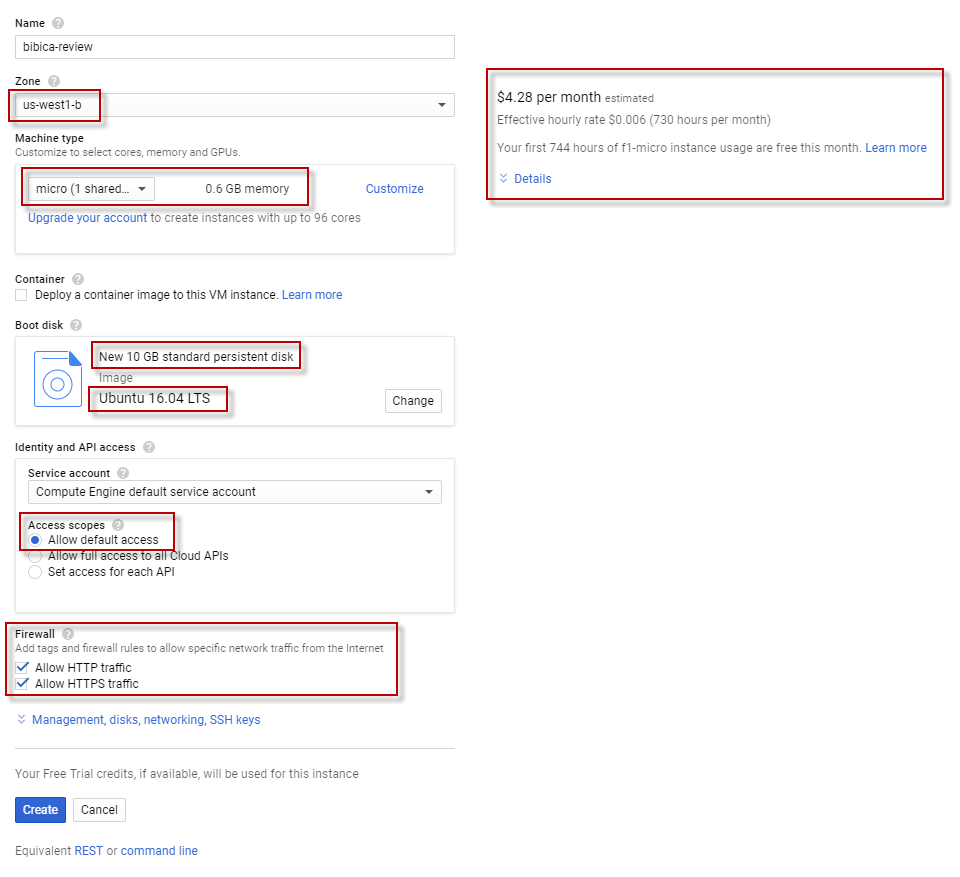 Name
bibica-review
Zone
us-west1-b
Machine type
Customize to select cores, memory and GPUs.
micro (1 shared... 0.6 GB memory Customize
Upgrade your account to create instances with up to 96 cores
Container
Deploy a container image to this VM instance. Learn more
Boot disk
New 10 GB standard persistent disk
Image
Ubuntu 16.04 LTS
Change
Identity and API access
Service account
Compute Engine default service account
Access scopes
Allow default access
Allow full access to all Cloud APIs
Set access for each API
Firewall
Add tags and firewall rules to allow specific network traffic from the Internet
Allow HTTP traffic
Allow HTTPS traffic
Management, disks, networking, SSH keys
Your Free Trial credits, if available, will be used for this instance
Create Cancel
Equivalent REST or command line
$4.28 per month estimated
Effective hourly rate $0.006 (730 hours per month)
Your first 744 hours of f1-micro instance usage are free this month. Learn more
Details